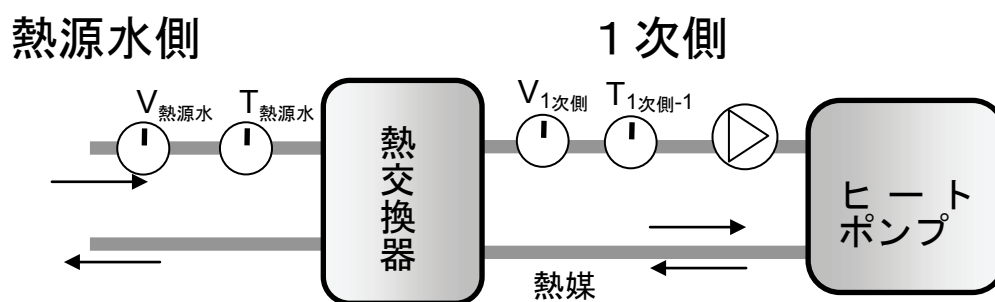 熱源水側
1次側
V熱源水
T熱源水
V1次側
T1次側-1
熱交換器
ヒート
ポンプ
熱媒